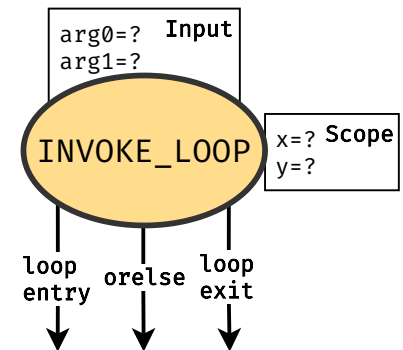 arg0=? Input
arg1=?
INVOKE_LOOP
x=? Scope
y=?
loop
entry
orelse
loop
exit